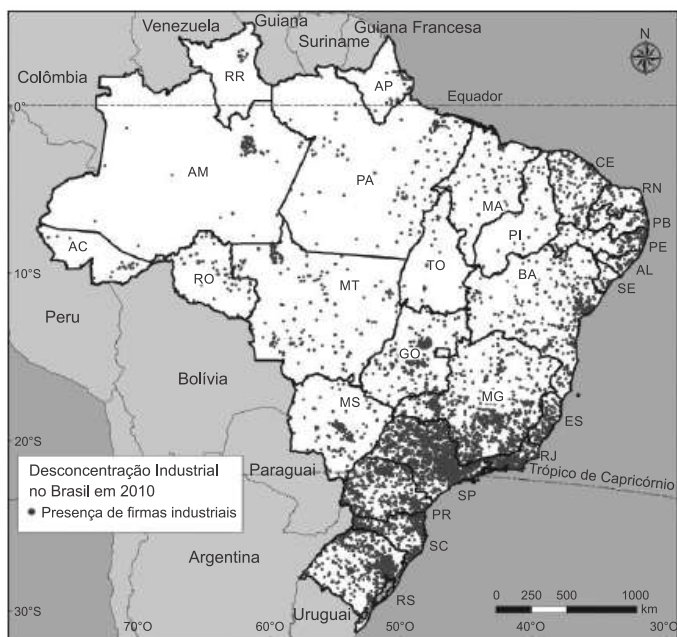 Venezuela
Guiana
Guiana Francesa
Suriname
Colômbia
N
RR
AP
Equador
0°
AM
PA
CE
MA
RN
PB
PI
PE
AC
AL
TO
10°S
RO
BA
SE
MT
Peru
GO
Bolívia
MS
MG
ES
20°S
RJ
Desconcentração Industrial
no Brasil em 2010
Presença de firmas industriais
Paraguai
Trópico de Capricórnio
SP
PR
SC
Argentina
RS
0 250 500 1000
km
Uruguai
30°S
70°O
60°O
50°O
40°O
30°O